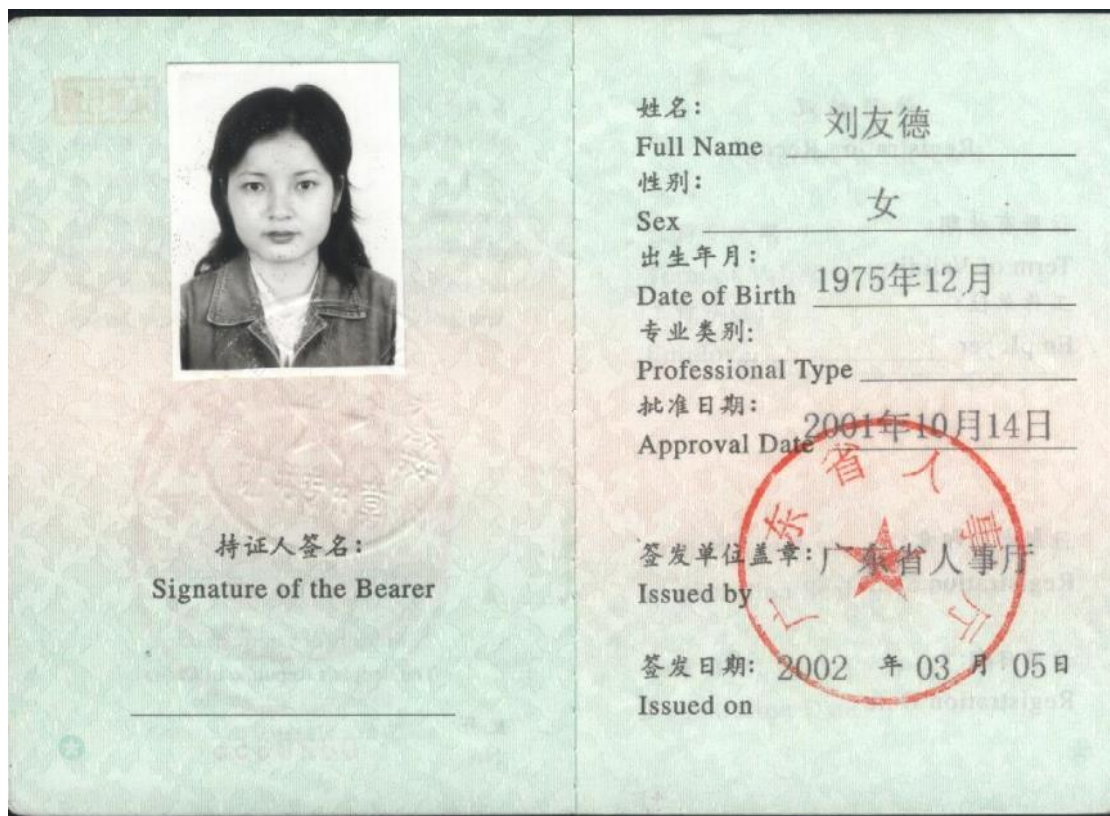 持证人签名:
Signature of the Bearer
姓名: 刘友德
Full Name
性别: 女
Sex
出生年月: 1975年12月
Date of Birth
专业类别:
Professional Type
批准日期: 2001年10月14日
Approval Date
广东省人事厅
签发单位盖章: 广东省人事厅
Issued by
签发日期: 2002 年 03 月 05日
Issued on